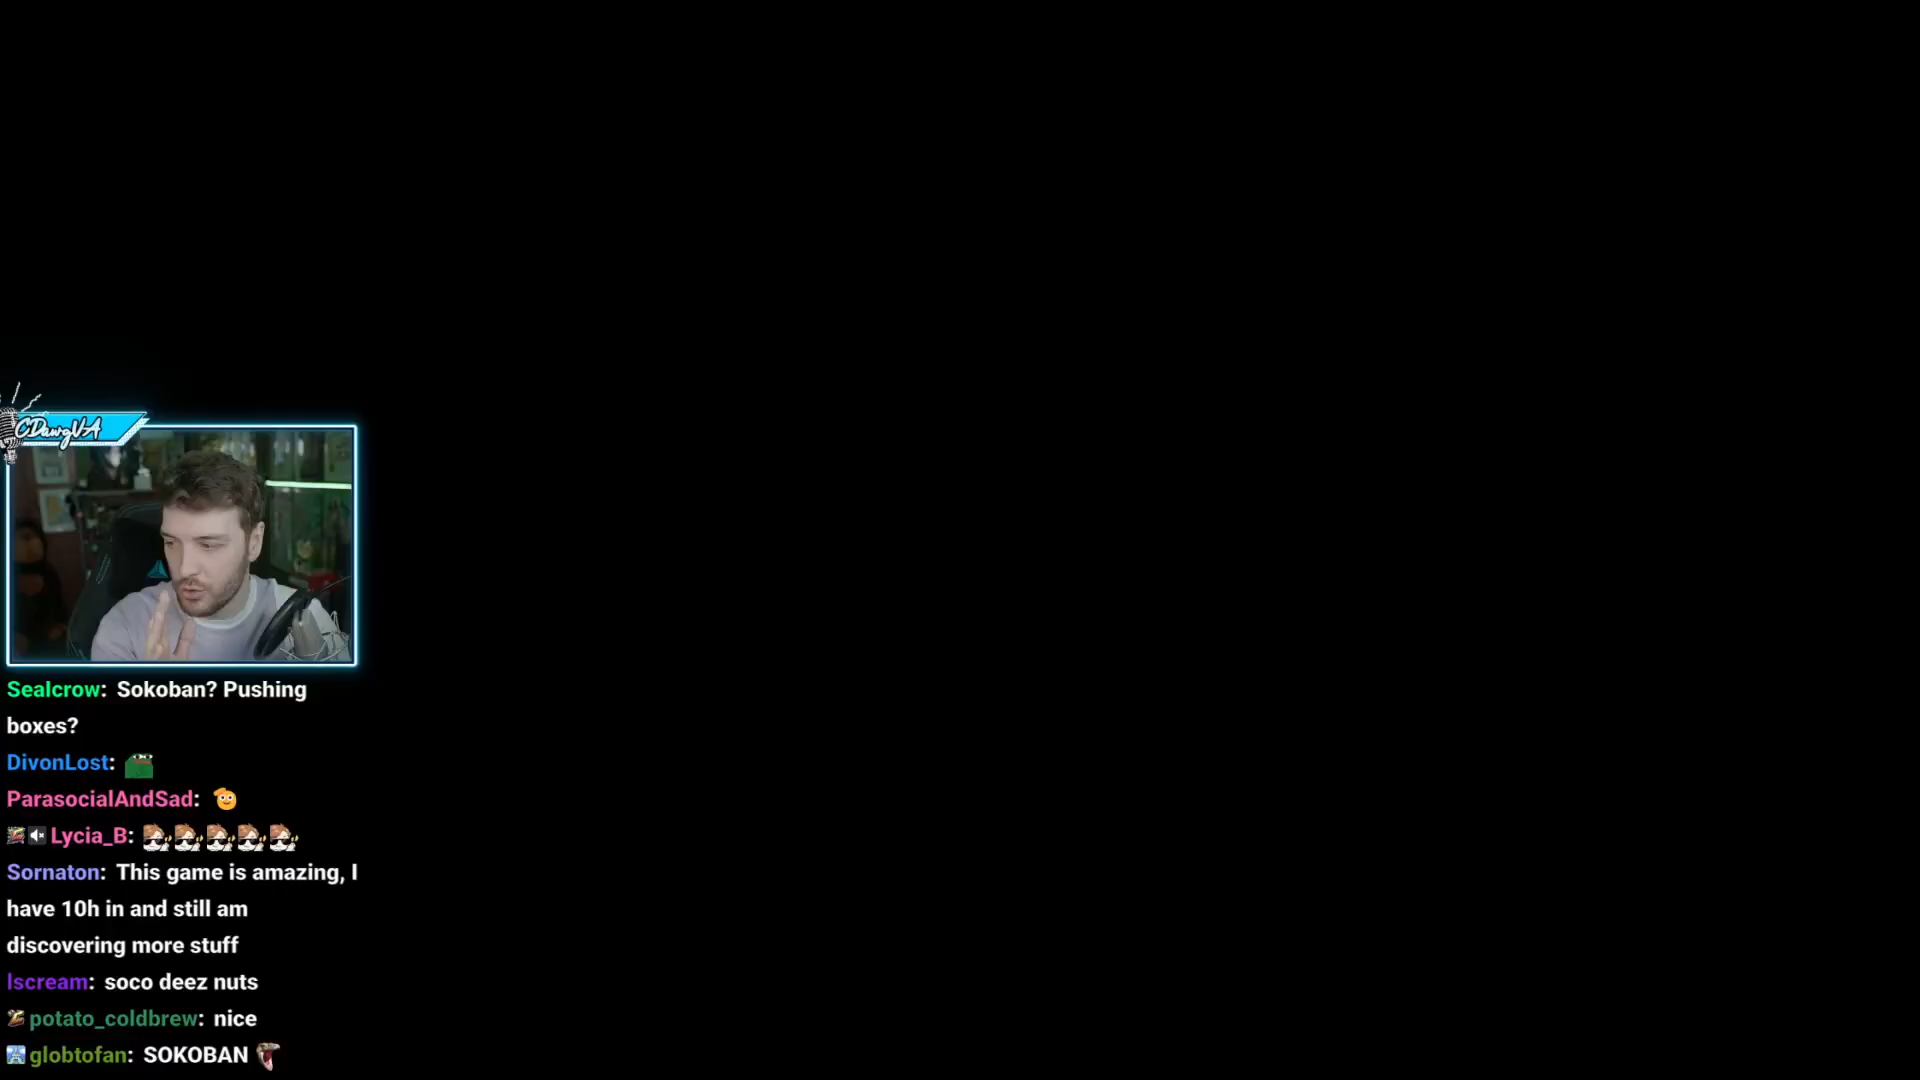 CDawgVA
Sealcrow: Sokoban? Pushing
boxes?
DivonLost:
ParasocialAndSad:
Lycia_B:
Sornaton: This game is amazing, I
have 10h in and still am
discovering more stuff
Iscream: soco deez nuts
potato_coldbrew: nice
globtofan: SOKOBAN